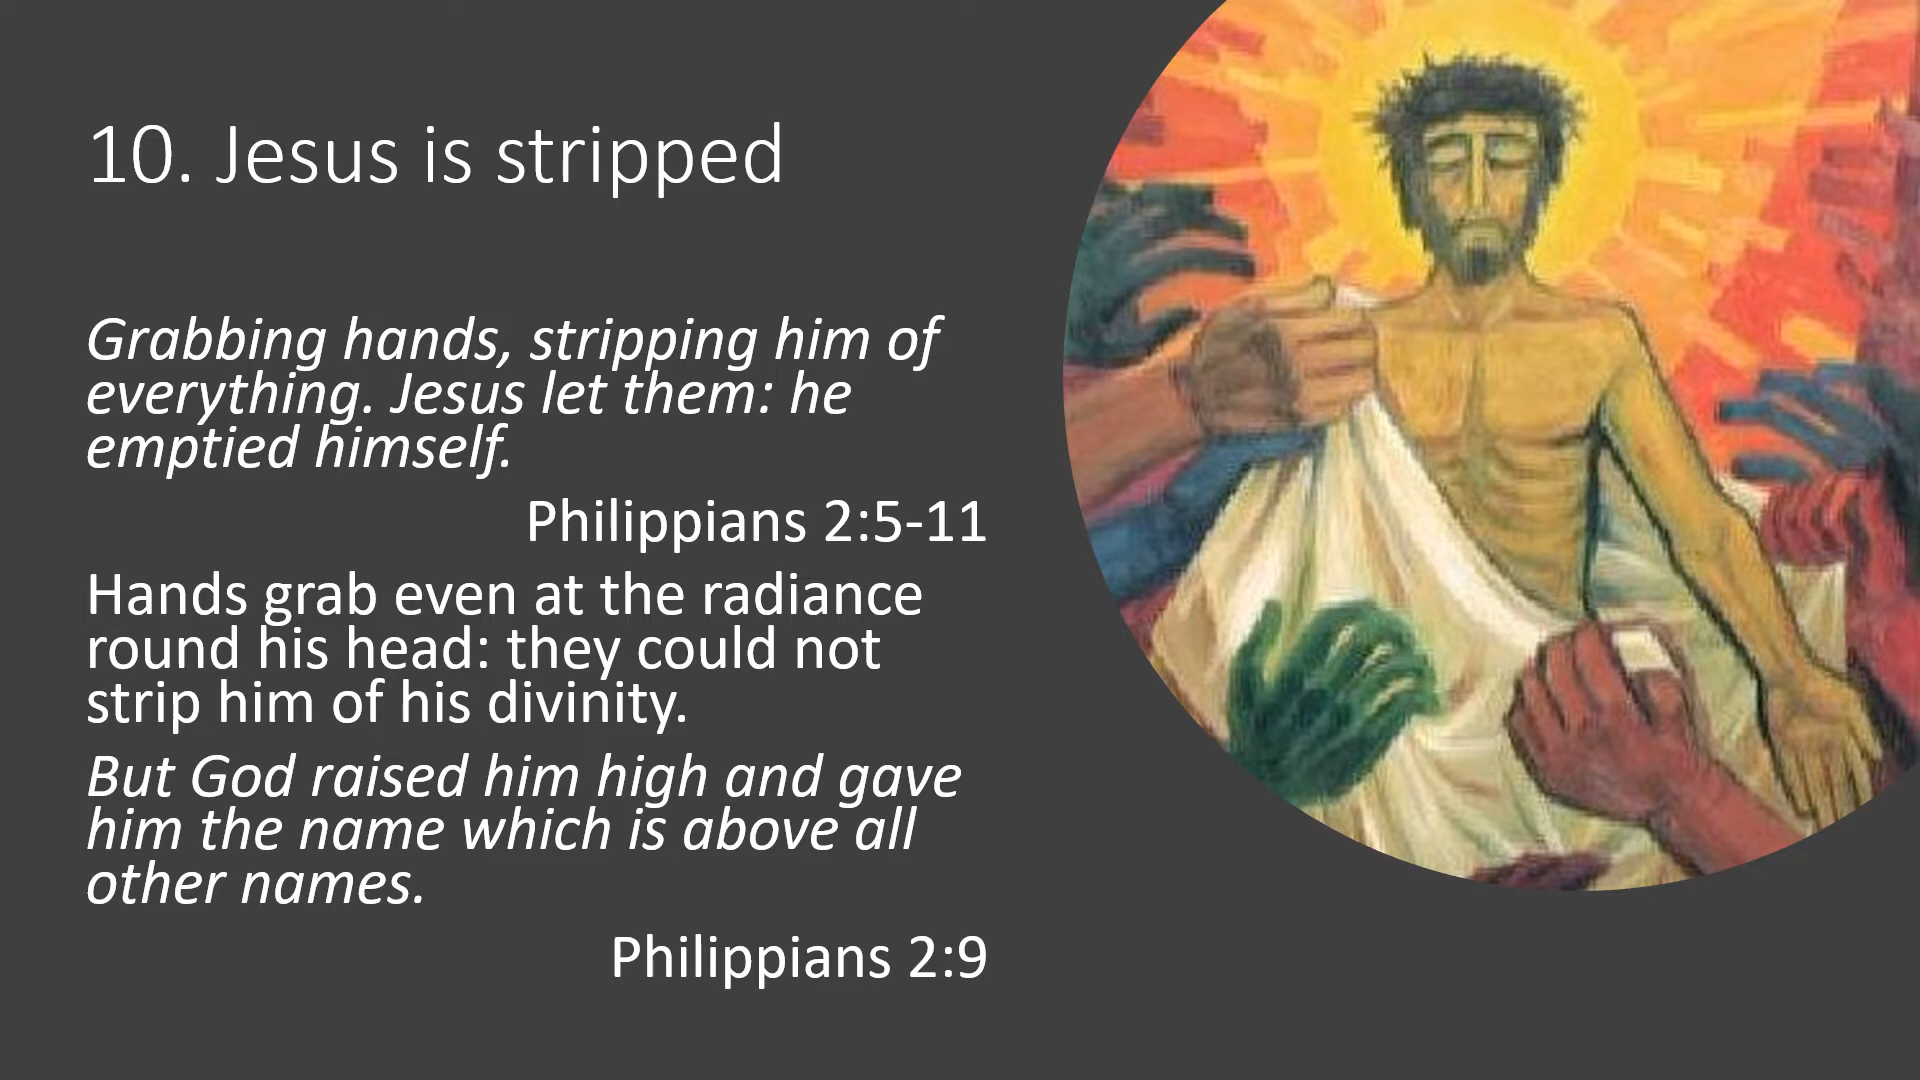 10. Jesus is stripped
Grabbing hands, stripping him of
everything. Jesus let them: he
emptied himself.
Philippians 2:5-11
Hands grab even at the radiance
round his head: they could not
strip him of his divinity.
But God raised him high and gave
him the name which is above all
other names.
Philippians 2:9